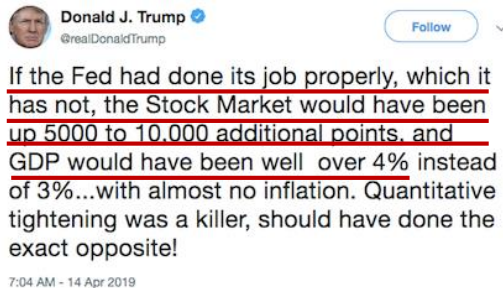 Donald J. Trump
@realDonaldTrump
Follow
If the Fed had done its job properly, which it
has not, the Stock Market would have been
up 5000 to 10,000 additional points, and
GDP would have been well over 4% instead
of 3%...with almost no inflation. Quantitative
tightening was a killer, should have done the
exact opposite!
7:04 AM - 14 Apr 2019